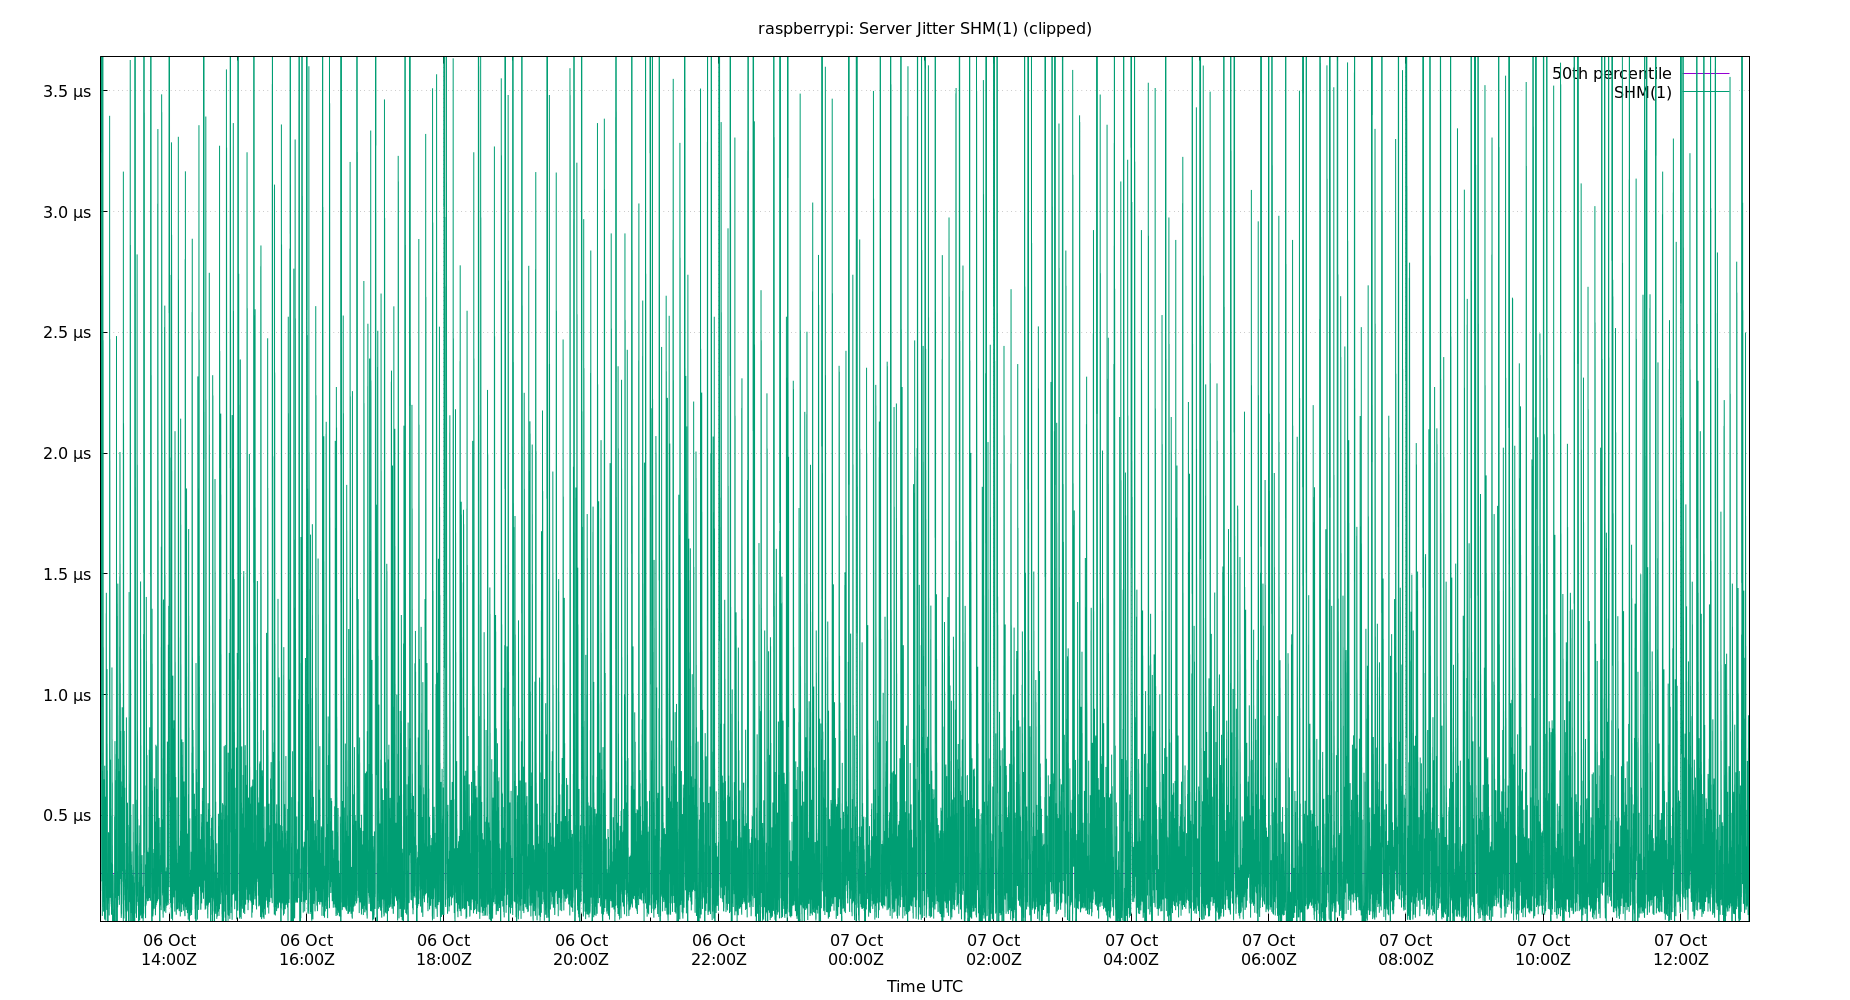 raspberrypi: Server Jitter SHM(1) (clipped)
50th percentile
SHM(1)
3.5 µs
3.0 µs
2.5 µs
2.0 µs
1.5 µs
1.0 µs
0.5 µs
06 Oct 06 Oct 06 Oct 06 Oct 06 Oct 07 Oct 07 Oct 07 Oct 07 Oct 07 Oct 07 Oct 07 Oct
14:00Z 16:00Z 18:00Z 20:00Z 22:00Z 00:00Z 02:00Z 04:00Z 06:00Z 08:00Z 10:00Z 12:00Z
Time UTC